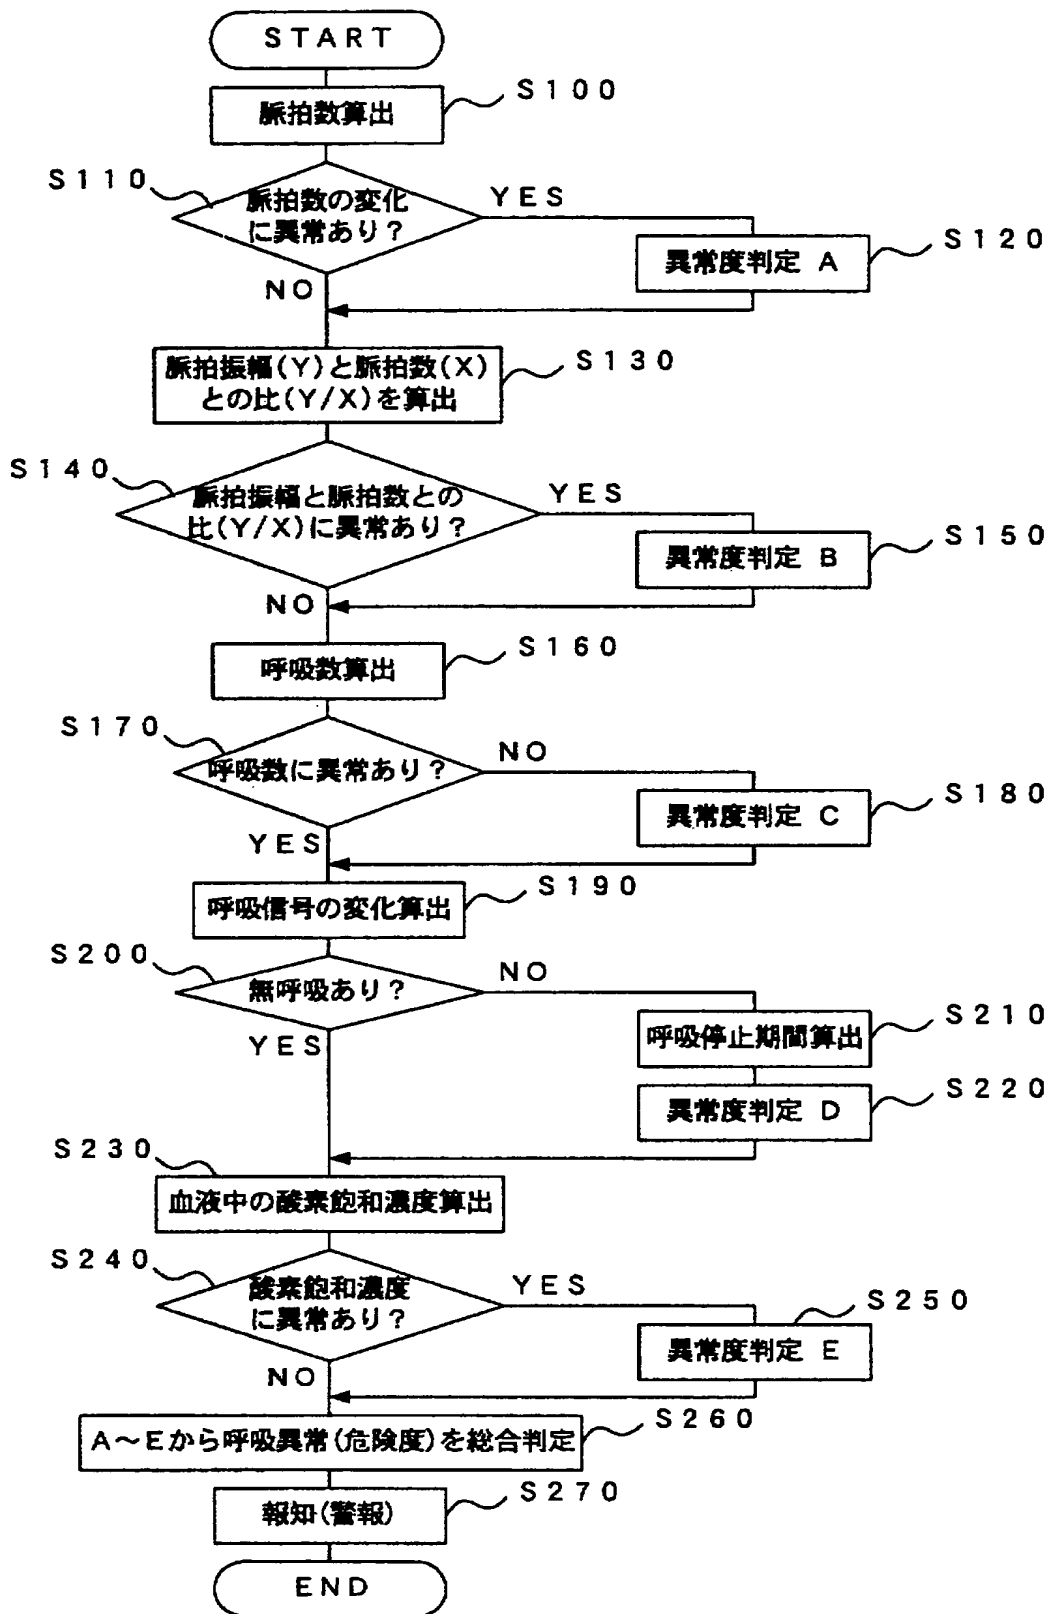 START
S100
脈拍数算出
S110
脈拍数の変化
に異常あり?
YES
S120
異常度判定 A
NO
S130
脈拍振幅(Y)と脈拍数(X)
との比(Y/X)を算出
S140
脈拍振幅と脈拍数との
比(Y/X)に異常あり?
YES
S150
異常度判定 B
NO
S160
呼吸数算出
S170
呼吸数に異常あり?
NO
S180
異常度判定 C
YES
S190
呼吸信号の変化算出
S200
無呼吸あり?
NO
S210
呼吸停止期間算出
YES
S220
異常度判定 D
S230
血液中の酸素飽和濃度算出
S240
酸素飽和濃度
に異常あり?
YES
S250
異常度判定 E
NO
S260
A~Eから呼吸異常(危険度)を総合判定
S270
報知(警報)
END